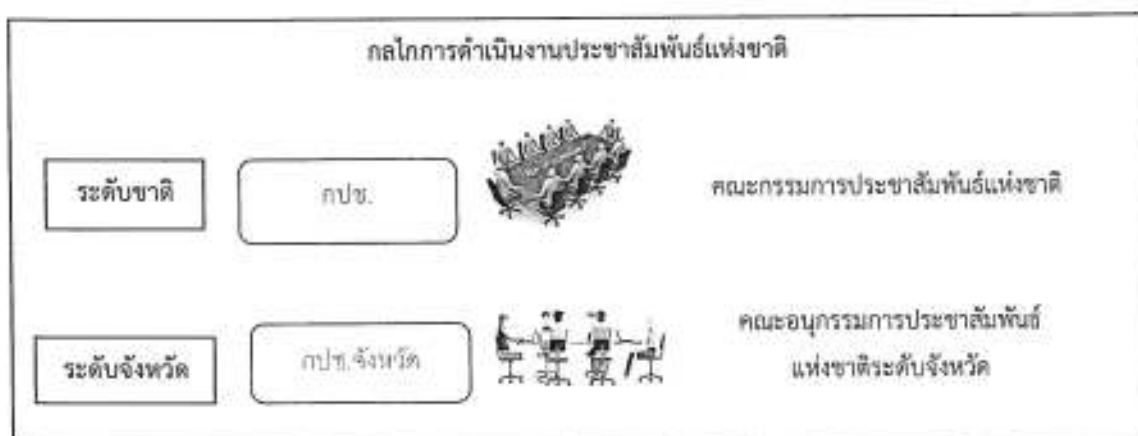 กลไกการดำเนินงานประชาสัมพันธ์แห่งชาติ
ระดับชาติ
กปช.
คณะกรรมการประชาสัมพันธ์แห่งชาติ
ระดับจังหวัด
กปช.จังหวัด
คณะอนุกรรมการประชาสัมพันธ์
แห่งชาติระดับจังหวัด